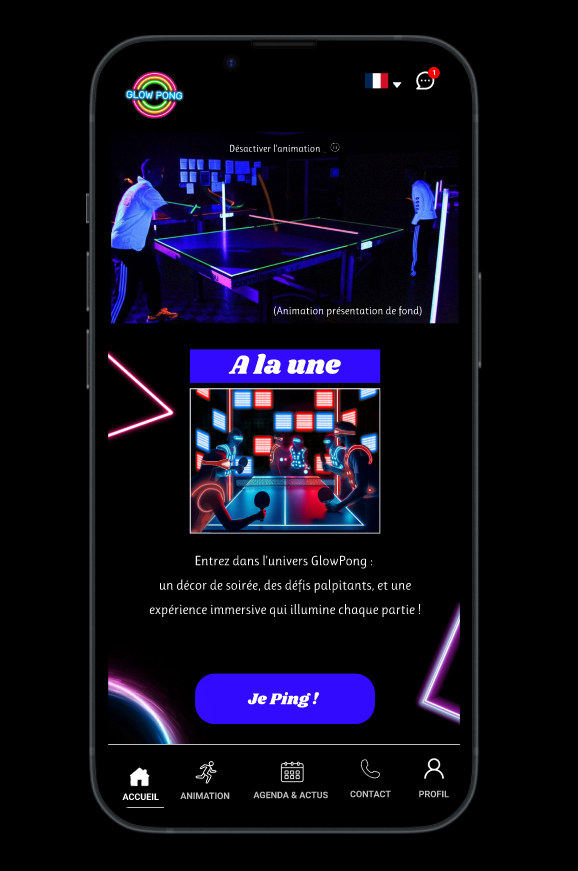 GLOW PONG
1
Désactiver l'animation
(Animation présentation de fond)
A la une
Entrez dans l'univers GlowPong :
un décor de soirée, des défis palpitants, et une
expérience immersive qui illumine chaque partie !
Je Ping !
ACCUEIL
ANIMATION
AGENDA & ACTUS
CONTACT
PROFIL